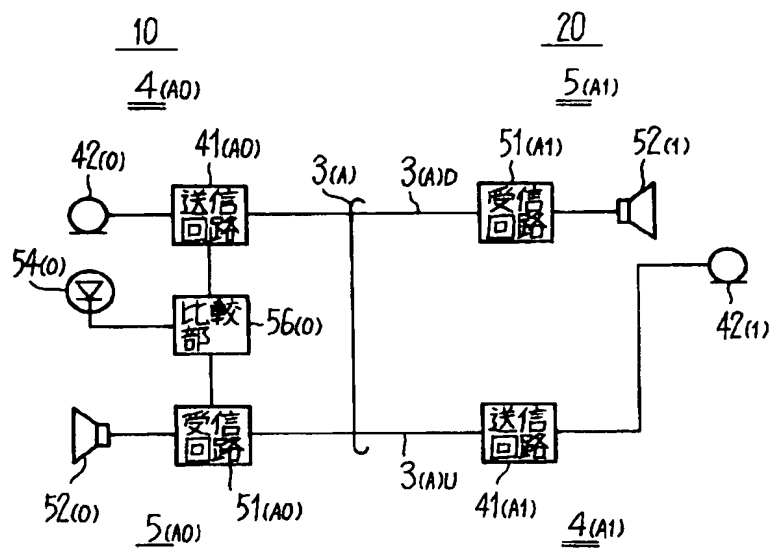 10
20
4(A0)
5(A1)
42(0)
41(A0)
3(A)
3(A)D
51(A1)
52(1)
送信
回路
受信
回路
54(0)
比較
部
56(0)
42(1)
受信
回路
送信
回路
52(0)
51(A0)
3(A)U
41(A1)
5(A0)
4(A1)